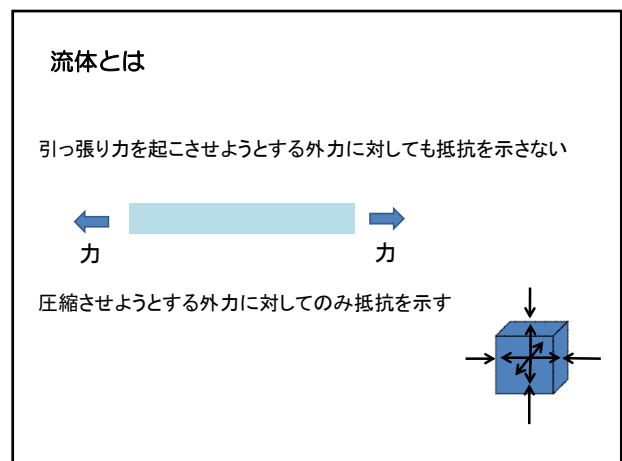 流体とは
引っ張り力を起こさせようとする外力に対しても抵抗を示さない
力
力
圧縮させようとする外力に対してのみ抵抗を示す